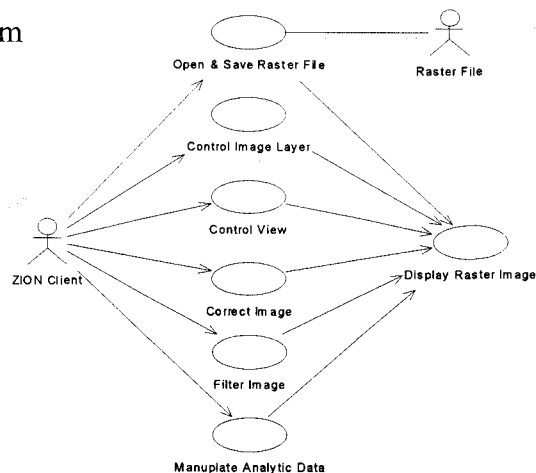 m
Open & Save Raster File
Raster File
Control Image Layer
Control View
ZION Client
Display Raster Image
Correct Image
Filter Image
Manuplate Analytic Data